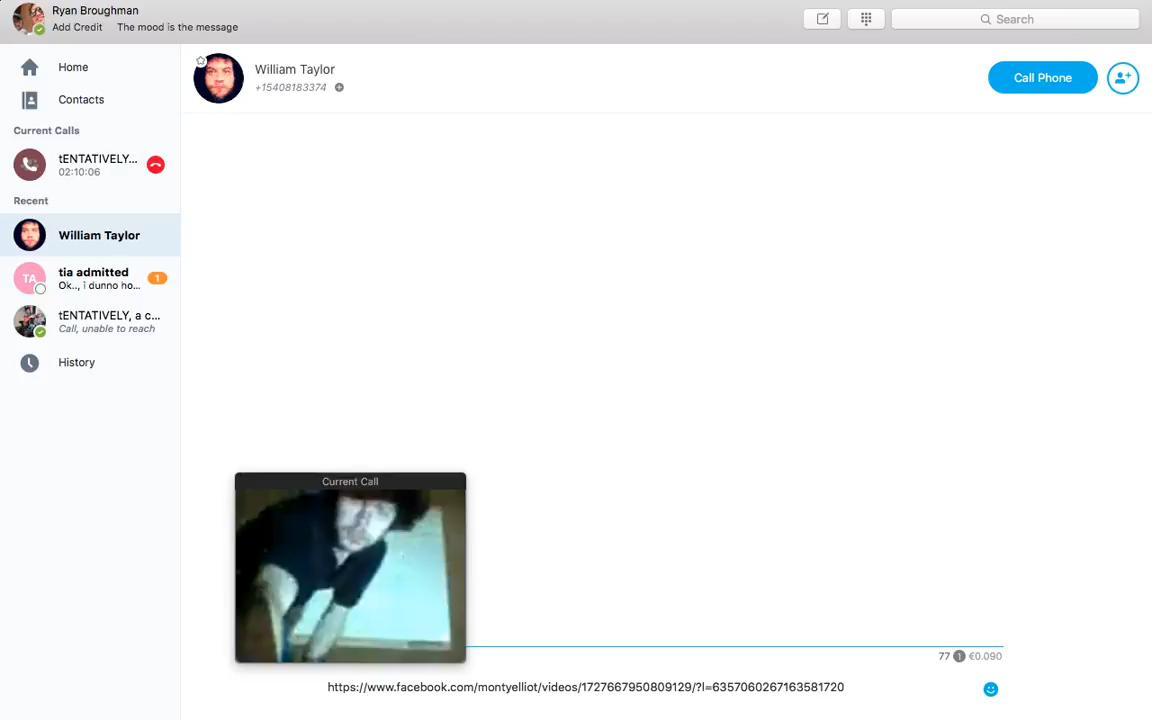 Ryan Broughman
Add Credit The mood is the message
Search
Home
Contacts
Current Calls
tENTATIVELY...
02:10:06
Recent
William Taylor
TA
tia admitted
Ok.., i dunno ho...
1
tENTATIVELY, a c...
Call, unable to reach
History
William Taylor
+15408183374
Call Phone
Current Call
77 1 €0.090
https://www.facebook.com/montyelliot/videos/1727667950809129/?l=6357060267163581720